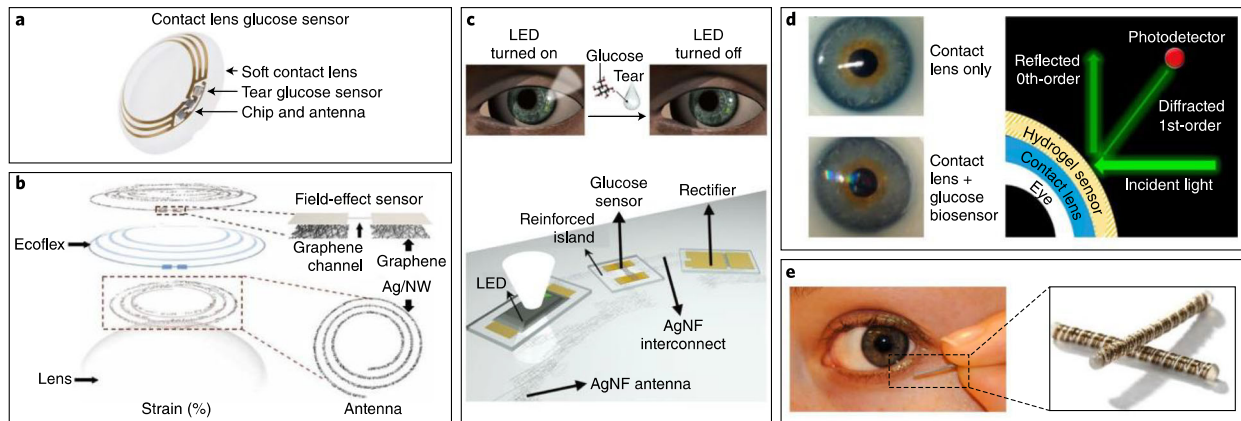 a
Contact lens glucose sensor
Soft contact lens
Tear glucose sensor
Chip and antenna
b
Field-effect sensor
Ecoflex
Graphene
channel
Graphene
Ag/NW
Lens
Strain (%)
Antenna
c
LED
turned on
Glucose
Tear
LED
turned off
Glucose
sensor
Rectifier
Reinforced
island
LED
AgNF
interconnect
AgNF antenna
d
Contact
lens only
Contact
lens +
glucose
biosensor
Photodetector
Reflected
0th-order
Diffracted
1st-order
Hydrogel sensor
Contact lens
Eye
Incident light
e